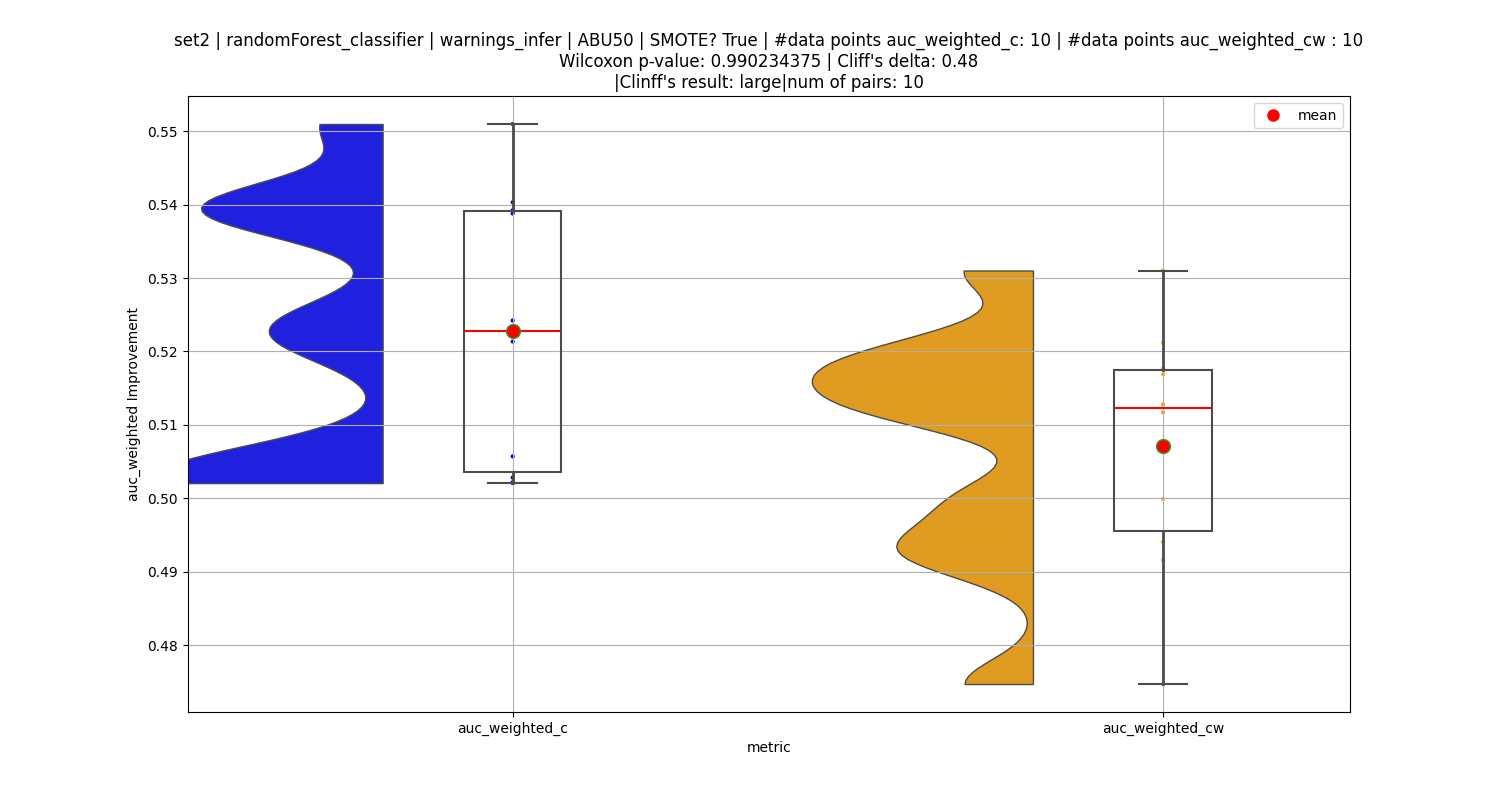 set2 | randomForest_classifier | warnings_infer | ABU50 | SMOTE? True | #data points auc_weighted_c: 10 | #data points auc_weighted_cw : 10
Wilcoxon p-value: 0.990234375 | Cliff's delta: 0.48
|Clinff's result: large|num of pairs: 10
mean
0.55
0.54
0.53
0.52
0.51
0.50
0.49
0.48
auc_weighted Improvement
auc_weighted_c
auc_weighted_cw
metric